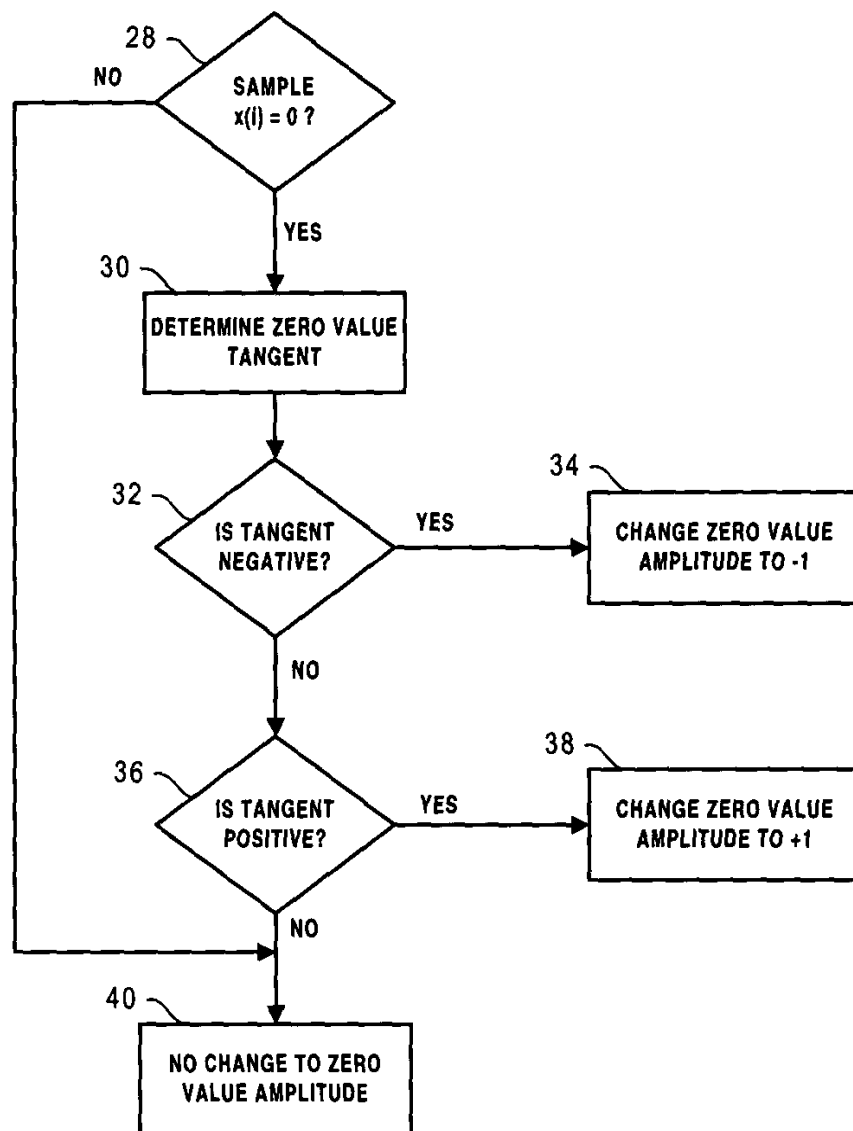 28
NO
SAMPLE
x(i) = 0 ?
YES
30
DETERMINE ZERO VALUE
TANGENT
32
IS TANGENT
NEGATIVE?
YES
34
CHANGE ZERO VALUE
AMPLITUDE TO -1
NO
36
IS TANGENT
POSITIVE?
YES
38
CHANGE ZERO VALUE
AMPLITUDE TO +1
NO
40
NO CHANGE TO ZERO
VALUE AMPLITUDE